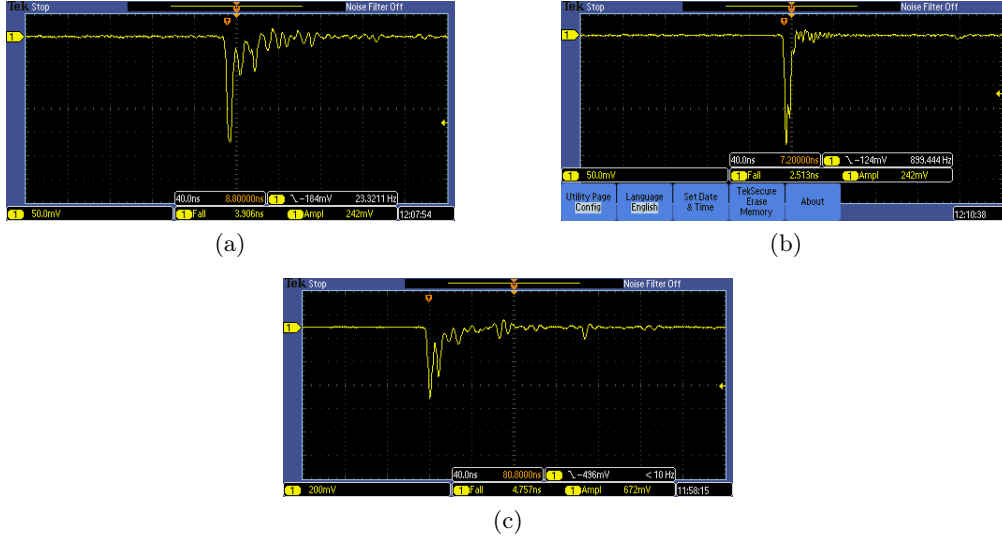 Tek Stop Noise Filter Off
T
1
40.0ns 8.80000ns 1 -184mV 23.3211 Hz
1 50.0mV 1 Fall 3.906ns 1 Ampl 242mV 12:07:54
(a)
Tek Stop Noise Filter Off
T
1
40.0ns 7.20000ns 1 -124mV 899.444 Hz
1 50.0mV 1 Fall 2.513ns 1 Ampl 242mV
Utility Page Config Language English Set Date & Time TekSecure Erase Memory About
12:10:38
(b)
Tek Stop Noise Filter Off
T
1
40.0ns 80.8000ns 1 -496mV < 10 Hz
1 200mV 1 Fall 4.757ns 1 Ampl 672mV 11:58:15
(c)